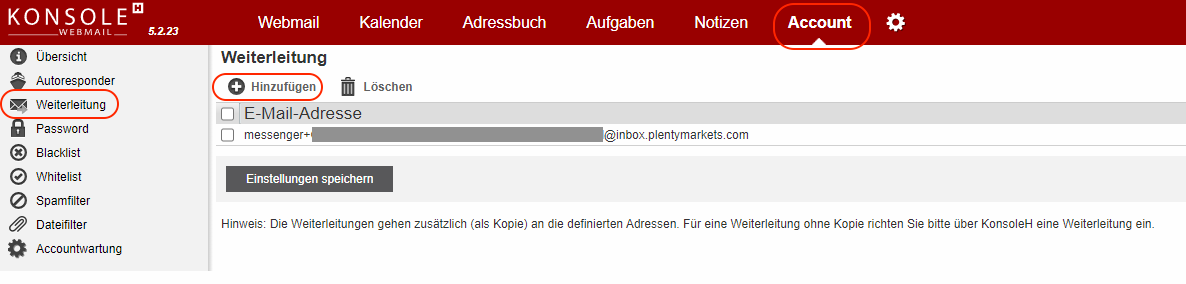 KONSOLE H
WEBMAIL 5.2.23
Webmail Kalender Adressbuch Aufgaben Notizen Account
Übersicht
Autoresponder
Weiterleitung
Password
Blacklist
Whitelist
Spamfilter
Dateifilter
Accountwartung
Weiterleitung
Hinzufügen Löschen
E-Mail-Adresse
messenger+ @inbox.plentymarkets.com
Einstellungen speichern
Hinweis: Die Weiterleitungen gehen zusätzlich (als Kopie) an die definierten Adressen. Für eine Weiterleitung ohne Kopie richten Sie bitte über KonsoleH eine Weiterleitung ein.